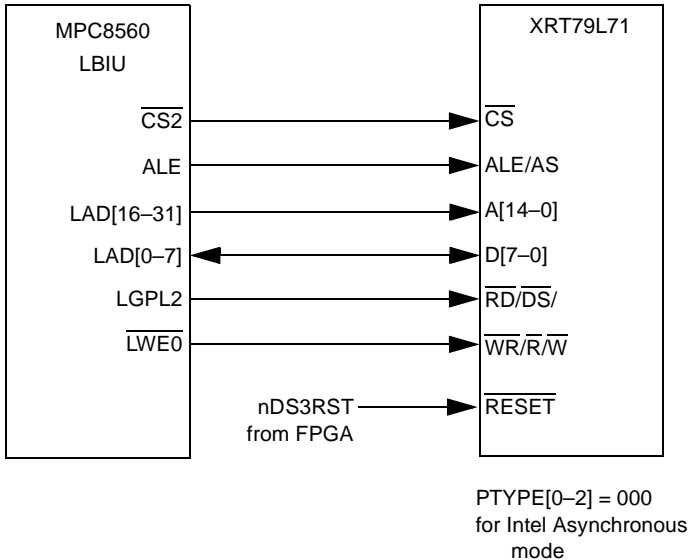 MPC8560
LBIU
XRT79L71
CS2
CS
ALE
ALE/AS
LAD[16–31]
A[14–0]
LAD[0–7]
D[7–0]
LGPL2
RD/DS/
LWE0
WR/R/W
nDS3RST
from FPGA
RESET
PTYPE[0–2] = 000
for Intel Asynchronous
mode